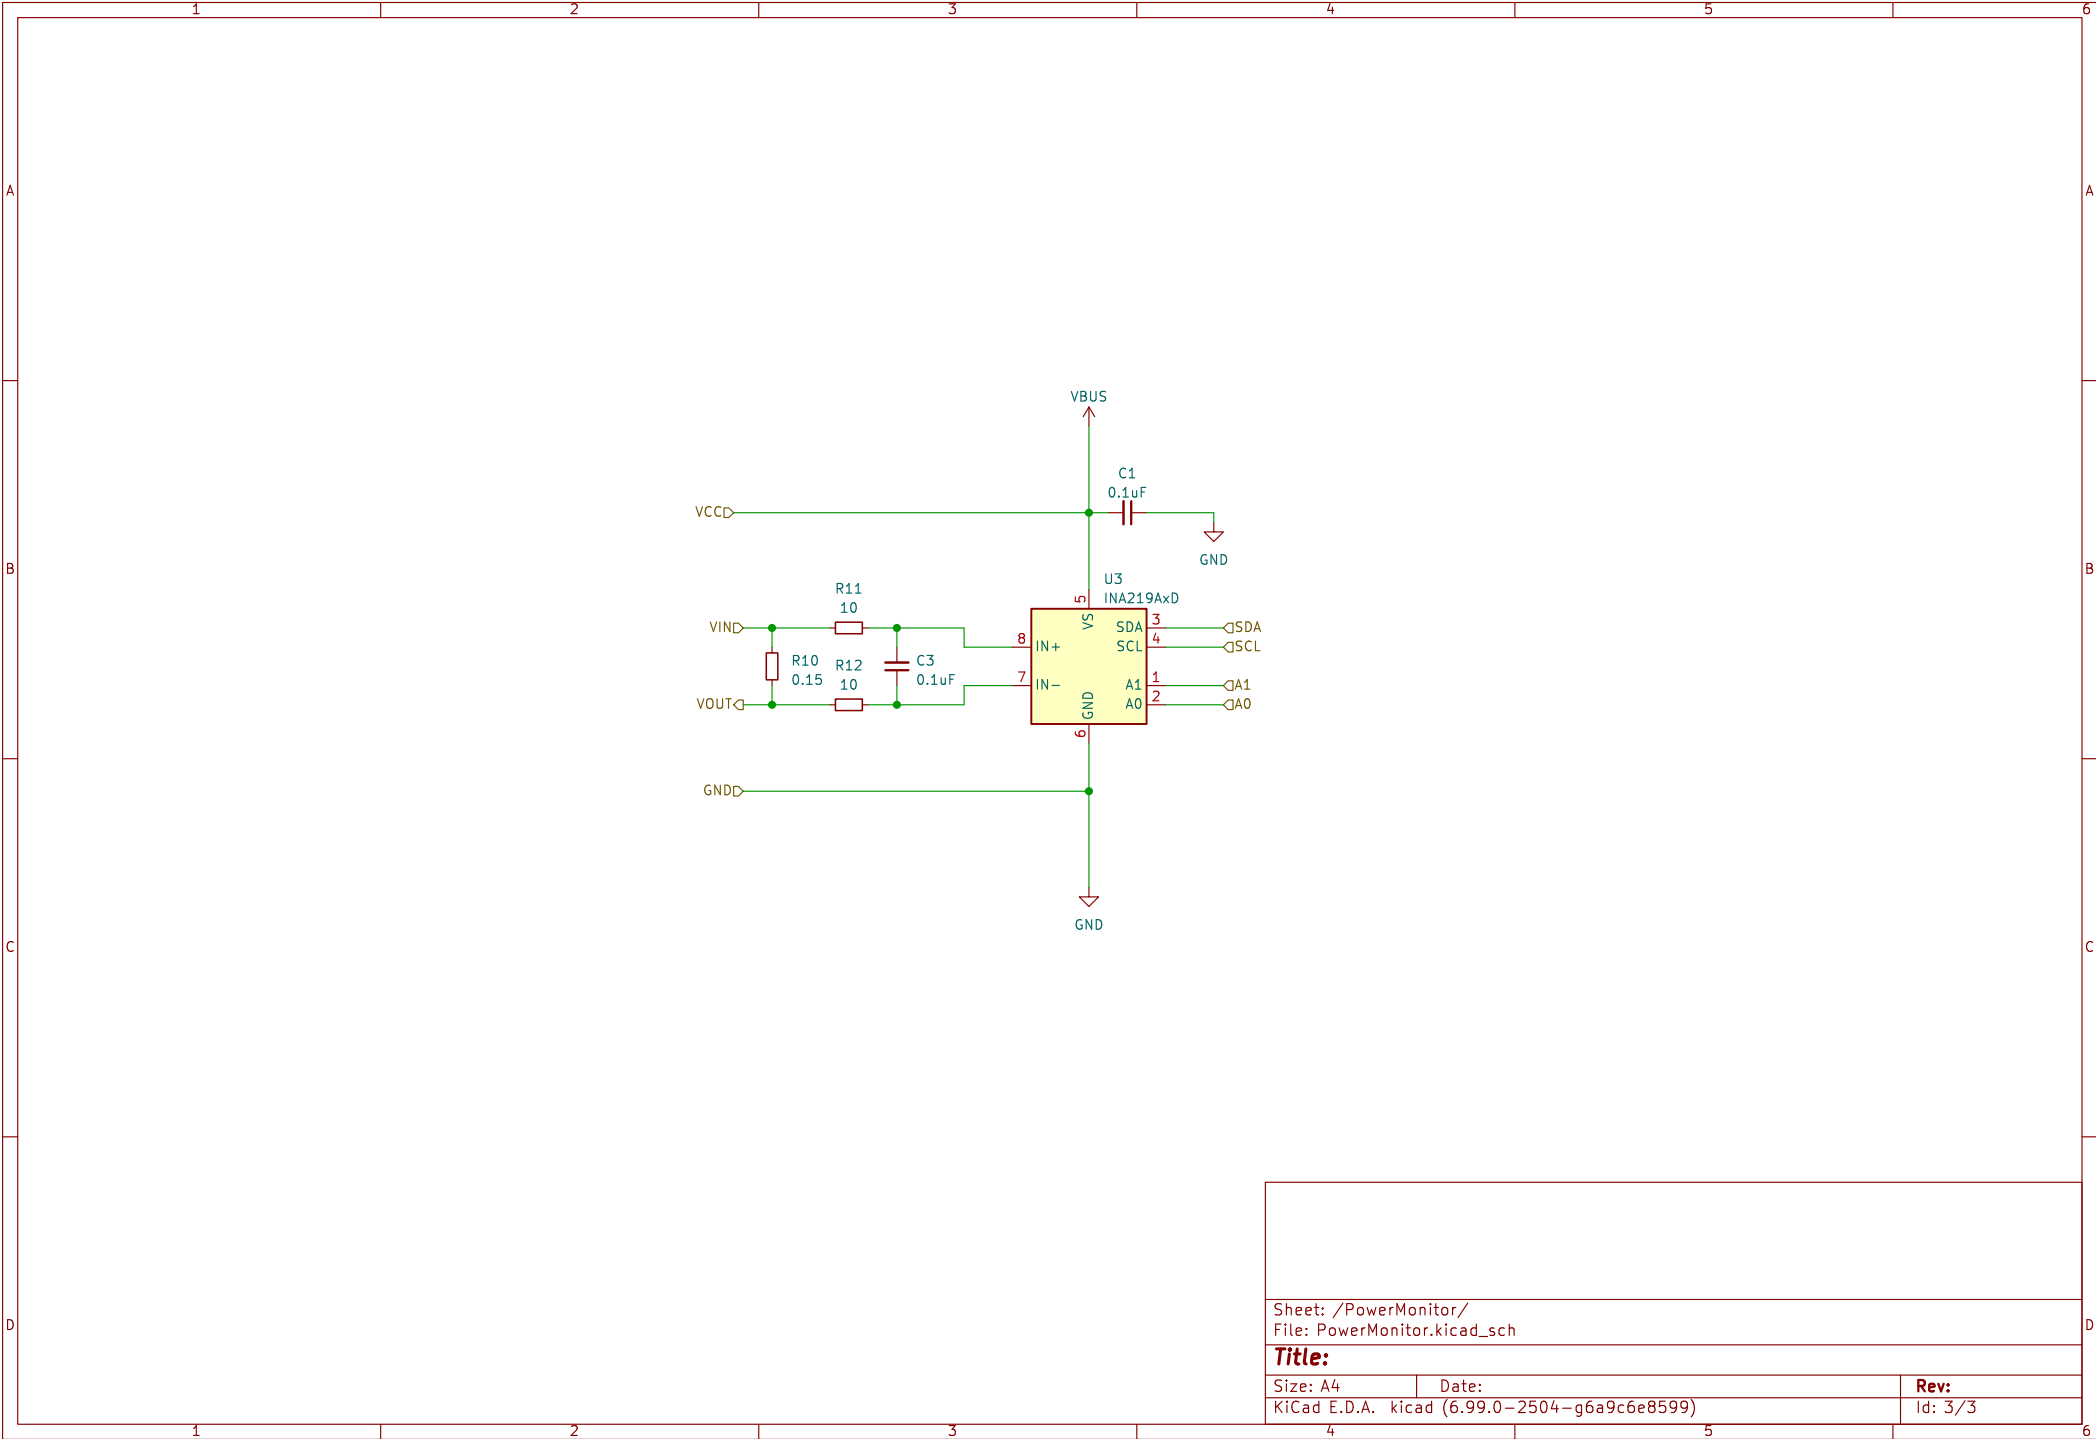 1 2 3 4 5 6
A A
VBUS
C1
0.1uF
VCC
GND
B B
U3
INA219AxD
R11
10
VIN
5
VS
SDA 3 SDA
8 IN+
SCL 4 SCL
R10
0.15
R12
10
C3
0.1uF
7 IN-
A1 1 A1
VOUT
GND
A0 2 A0
6
GND
GND
C C
Sheet: /PowerMonitor/
File: PowerMonitor.kicad_sch
D D
Title:
Size: A4 Date: Rev:
KiCad E.D.A. kicad (6.99.0-2504-g6a9c6e8599) Id: 3/3
1 2 3 4 5 6